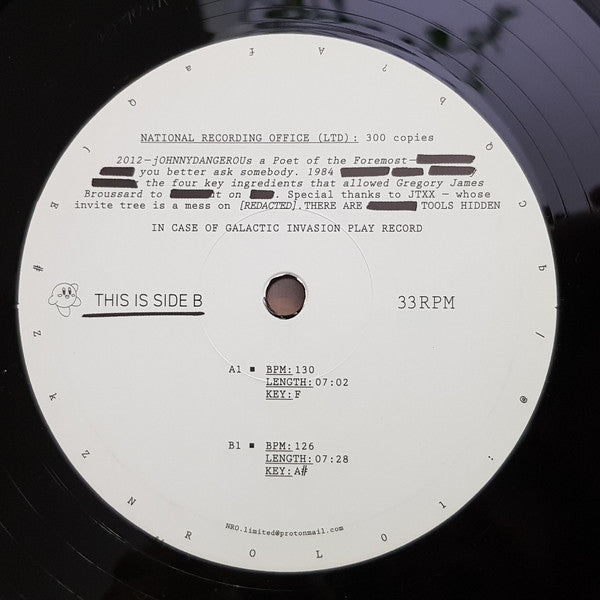 NATIONAL RECORDING OFFICE (LTD): 300 copies
2012—jOHNNYDANGEROUs a Poet of the Foremost—
you better ask somebody. 1984
the four key ingredients that allowed Gregory James
Broussard to t on . Special thanks to JTXX — whose
invite tree is a mess on [REDACTED].THERE ARE TOOLS HIDDEN
IN CASE OF GALACTIC INVASION PLAY RECORD
THIS IS SIDE B
33RPM
A1 ■ BPM:130
LENGTH:07:02
KEY:F
B1 ■ BPM:126
LENGTH:07:28
KEY:A#
NRO.limited@protonmail.com
N R O L 0 1 :